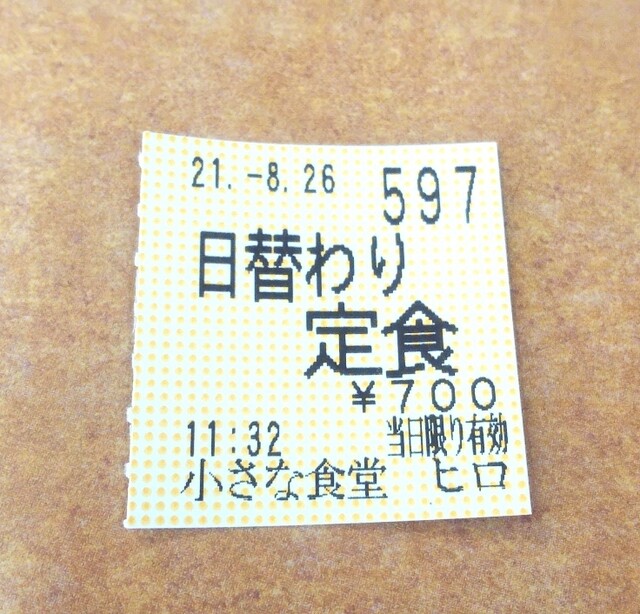 21.-8.26 597
日替わり
定食
¥700
11:32 当日限り有効
小さな食堂 ヒロ